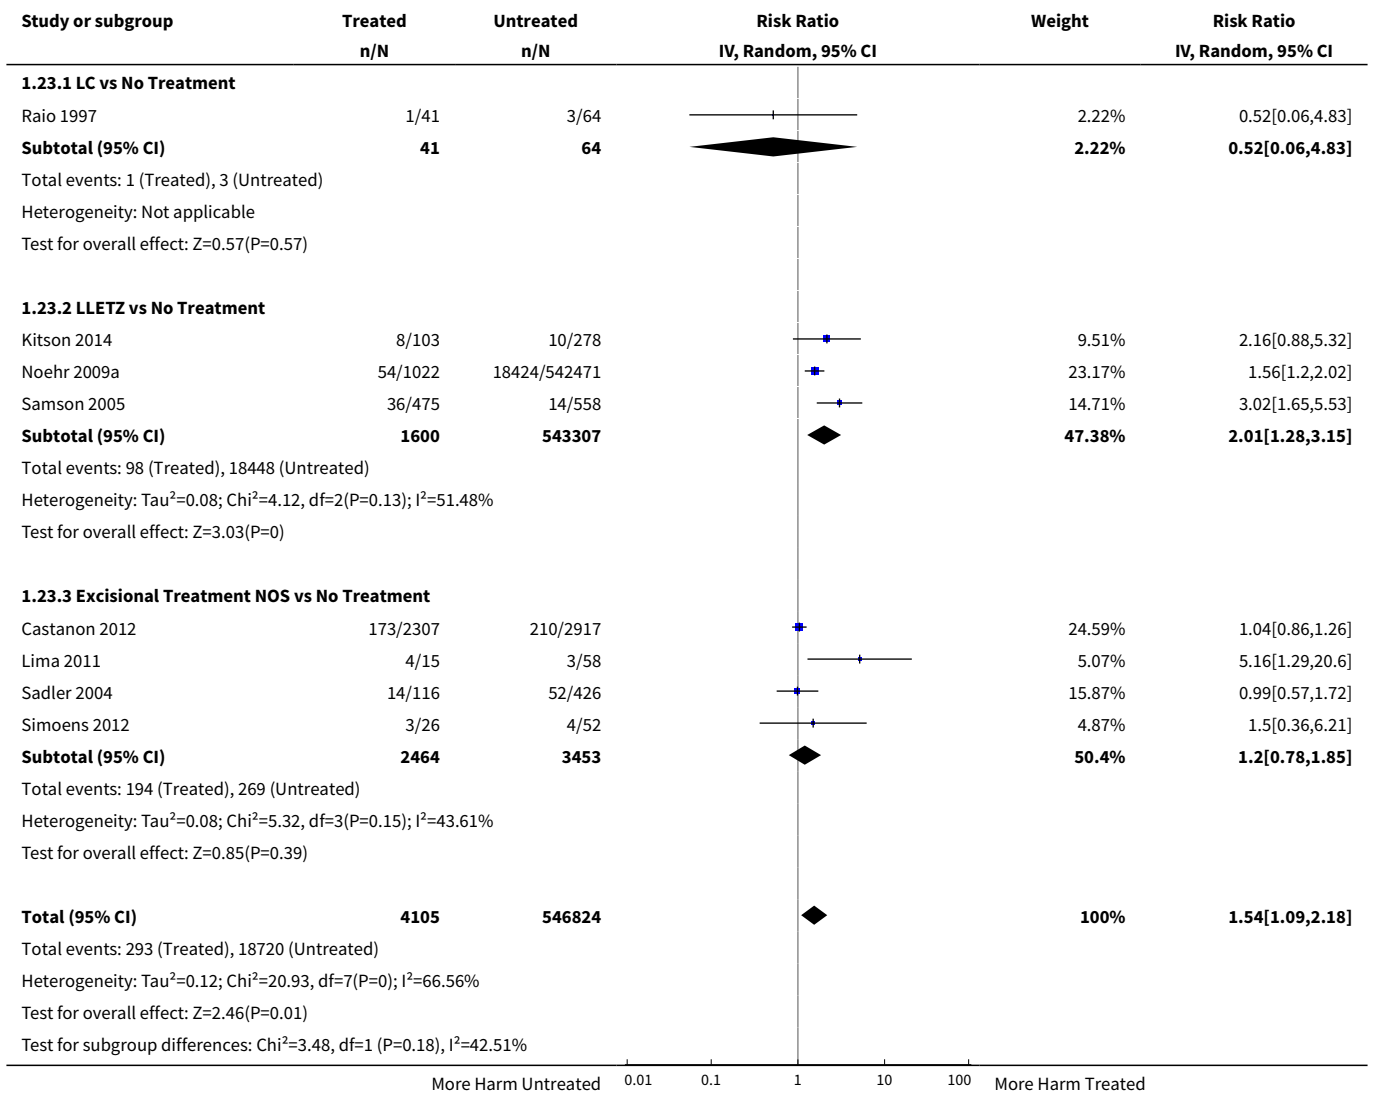 Study or subgroup Treated Untreated Risk Ratio Weight Risk Ratio
n/N n/N IV, Random, 95% CI IV, Random, 95% CI
1.23.1 LC vs No Treatment
Raio 1997 1/41 3/64 2.22% 0.52[0.06,4.83]
Subtotal (95% CI) 41 64 2.22% 0.52[0.06,4.83]
Total events: 1 (Treated), 3 (Untreated)
Heterogeneity: Not applicable
Test for overall effect: Z=0.57(P=0.57)
1.23.2 LLETZ vs No Treatment
Kitson 2014 8/103 10/278 9.51% 2.16[0.88,5.32]
Noehr 2009a 54/1022 18424/542471 23.17% 1.56[1.2,2.02]
Samson 2005 36/475 14/558 14.71% 3.02[1.65,5.53]
Subtotal (95% CI) 1600 543307 47.38% 2.01[1.28,3.15]
Total events: 98 (Treated), 18448 (Untreated)
Heterogeneity: Tau²=0.08; Chi²=4.12, df=2(P=0.13); I²=51.48%
Test for overall effect: Z=3.03(P=0)
1.23.3 Excisional Treatment NOS vs No Treatment
Castanon 2012 173/2307 210/2917 24.59% 1.04[0.86,1.26]
Lima 2011 4/15 3/58 5.07% 5.16[1.29,20.6]
Sadler 2004 14/116 52/426 15.87% 0.99[0.57,1.72]
Simoens 2012 3/26 4/52 4.87% 1.5[0.36,6.21]
Subtotal (95% CI) 2464 3453 50.4% 1.2[0.78,1.85]
Total events: 194 (Treated), 269 (Untreated)
Heterogeneity: Tau²=0.08; Chi²=5.32, df=3(P=0.15); I²=43.61%
Test for overall effect: Z=0.85(P=0.39)
Total (95% CI) 4105 546824 100% 1.54[1.09,2.18]
Total events: 293 (Treated), 18720 (Untreated)
Heterogeneity: Tau²=0.12; Chi²=20.93, df=7(P=0); I²=66.56%
Test for overall effect: Z=2.46(P=0.01)
Test for subgroup differences: Chi²=3.48, df=1 (P=0.18), I²=42.51%
More Harm Untreated 0.01 0.1 1 10 100 More Harm Treated